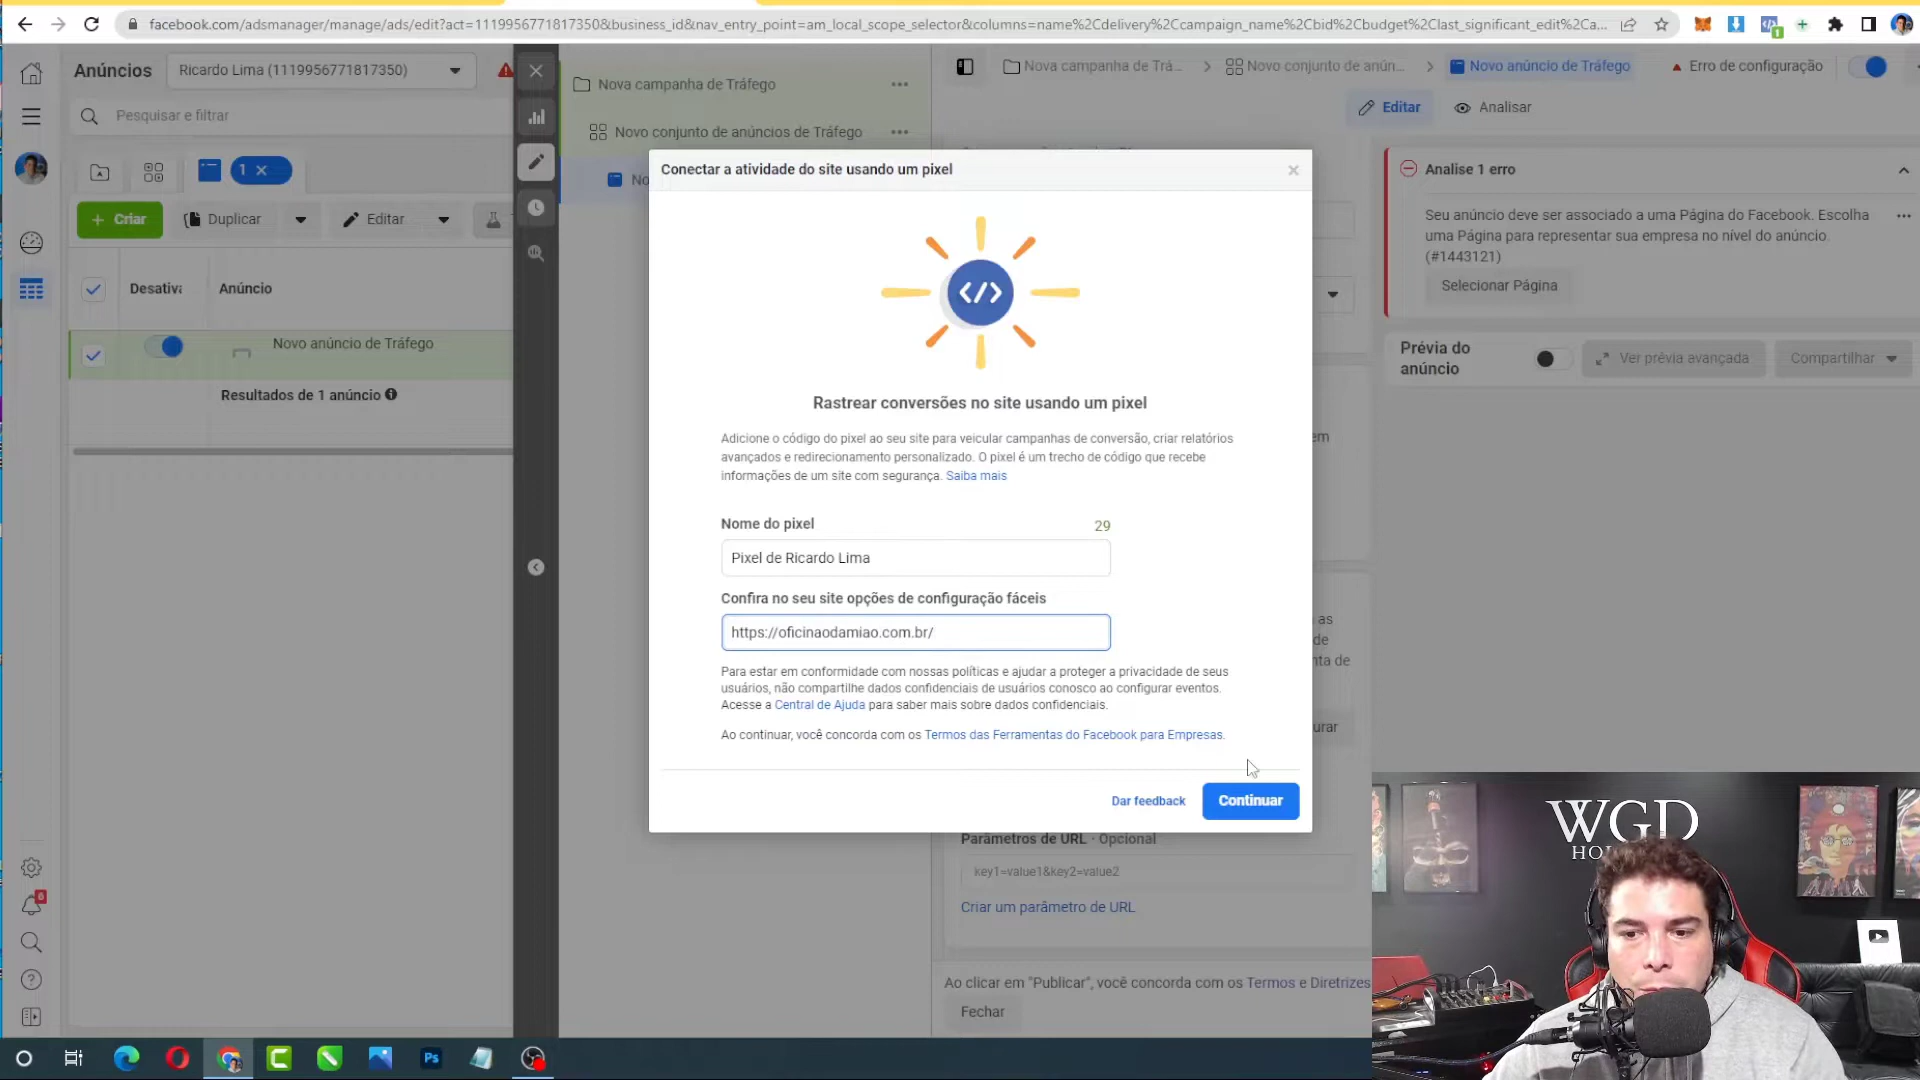 facebook.com/adsmanager/manage/ads/edit?act=1119956771817350&business_id&nav_entry_point=am_local_scope_selector&columns=name%2Cdelivery%2Ccampaign_name%2Cbid%2Cbudget%2Clast_significant_edit%2Ca...
Anúncios
Ricardo Lima (1119956771817350)
Nova campanha de Tráfego
Nova campanha de Trá...
Novo conjunto de anún...
Novo anúncio de Tráfego
Erro de configuração
Pesquisar e filtrar
Novo conjunto de anúncios de Tráfego
Editar
Analisar
1
No
Conectar a atividade do site usando um pixel
Analise 1 erro
Seu anúncio deve ser associado a uma Página do Facebook. Escolha
uma Página para representar sua empresa no nível do anúncio.
(#1443121)
Selecionar Página
+ Criar
Duplicar
Editar
Desativa
Anúncio
Novo anúncio de Tráfego
Resultados de 1 anúncio
Prévia do
anúncio
Ver prévia avançada
Compartilhar
</>
Rastrear conversões no site usando um pixel
Adicione o código do pixel ao seu site para veicular campanhas de conversão, criar relatórios
avançados e redirecionamento personalizado. O pixel é um trecho de código que recebe
informações de um site com segurança. Saiba mais
em
Nome do pixel
29
Pixel de Ricardo Lima
Confira no seu site opções de configuração fáceis
https://oficinaodamiao.com.br/
as
de
nta de
Para estar em conformidade com nossas políticas e ajudar a proteger a privacidade de seus
usuários, não compartilhe dados confidenciais de usuários conosco ao configurar eventos.
Acesse a Central de Ajuda para saber mais sobre dados confidenciais.
urar
Ao continuar, você concorda com os Termos das Ferramentas do Facebook para Empresas.
Dar feedback
Continuar
Parâmetros de URL · Opcional
key1=value1&key2=value2
Criar um parâmetro de URL
Ao clicar em "Publicar", você concorda com os Termos e Diretrizes
Fechar
6
WGD
Ps